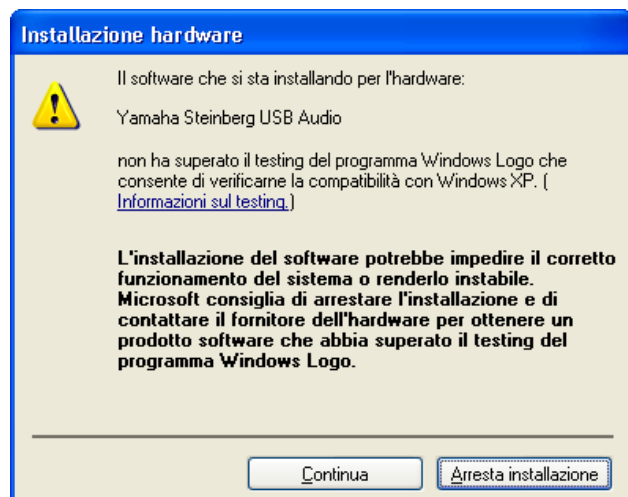 Installazione hardware
Il software che si sta installando per l'hardware:
Yamaha Steinberg USB Audio
non ha superato il testing del programma Windows Logo che
consente di verificarne la compatibilità con Windows XP. (
Informazioni sul testing.)
L'installazione del software potrebbe impedire il corretto
funzionamento del sistema o renderlo instabile.
Microsoft consiglia di arrestare l'installazione e di
contattare il fornitore dell'hardware per ottenere un
prodotto software che abbia superato il testing del
programma Windows Logo.
Continua
Arresta installazione